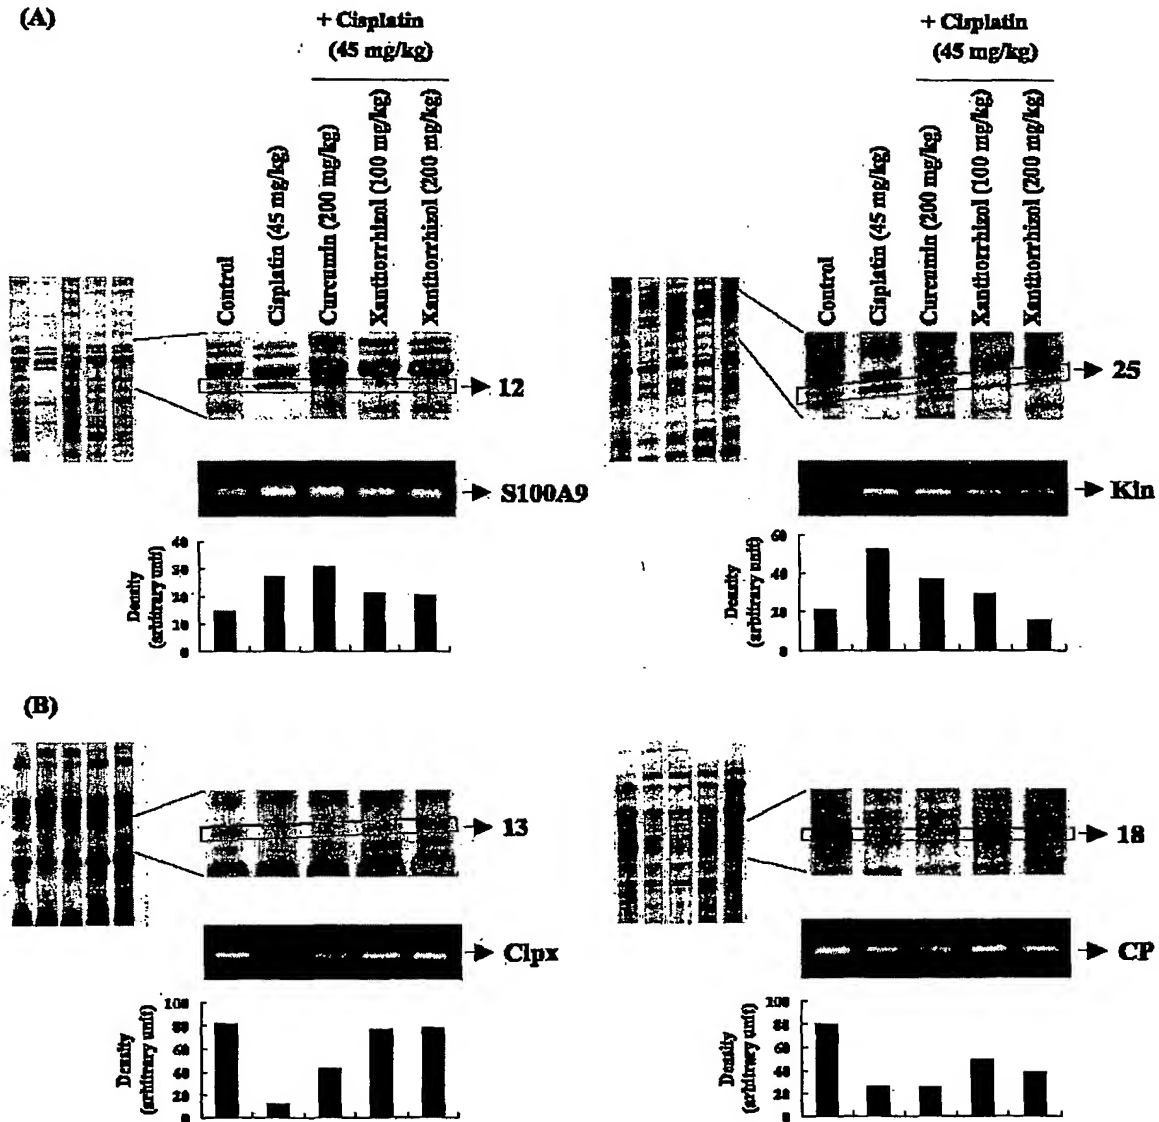 (A)
+ Cisplatin
(45 mg/kg)
Control
Cisplatin (45 mg/kg)
Curcumin (200 mg/kg)
Xanthorrhizol (100 mg/kg)
Xanthorrhizol (200 mg/kg)
12
S100A9
Density
(arbitrary unit)
40
30
20
10
0
+ Cisplatin
(45 mg/kg)
Control
Cisplatin (45 mg/kg)
Curcumin (200 mg/kg)
Xanthorrhizol (100 mg/kg)
Xanthorrhizol (200 mg/kg)
25
Kin
Density
(arbitrary unit)
60
40
20
0
(B)
13
Clpx
Density
(arbitrary unit)
100
80
60
40
20
0
18
CP
Density
(arbitrary unit)
100
80
60
40
20
0